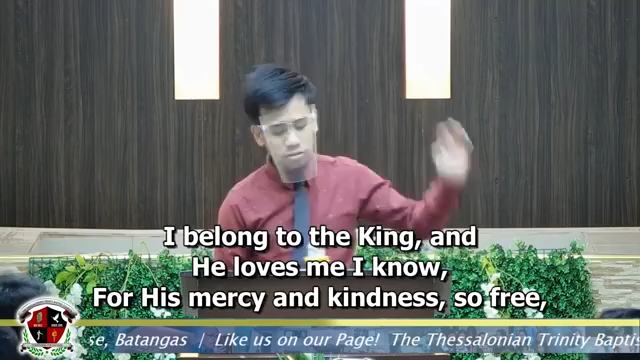 I belong to the King, and
He loves me I know,
For His mercy and kindness, so free,
se, Batangas | Like us on our Page! The Thessalonian Trinity Bapt